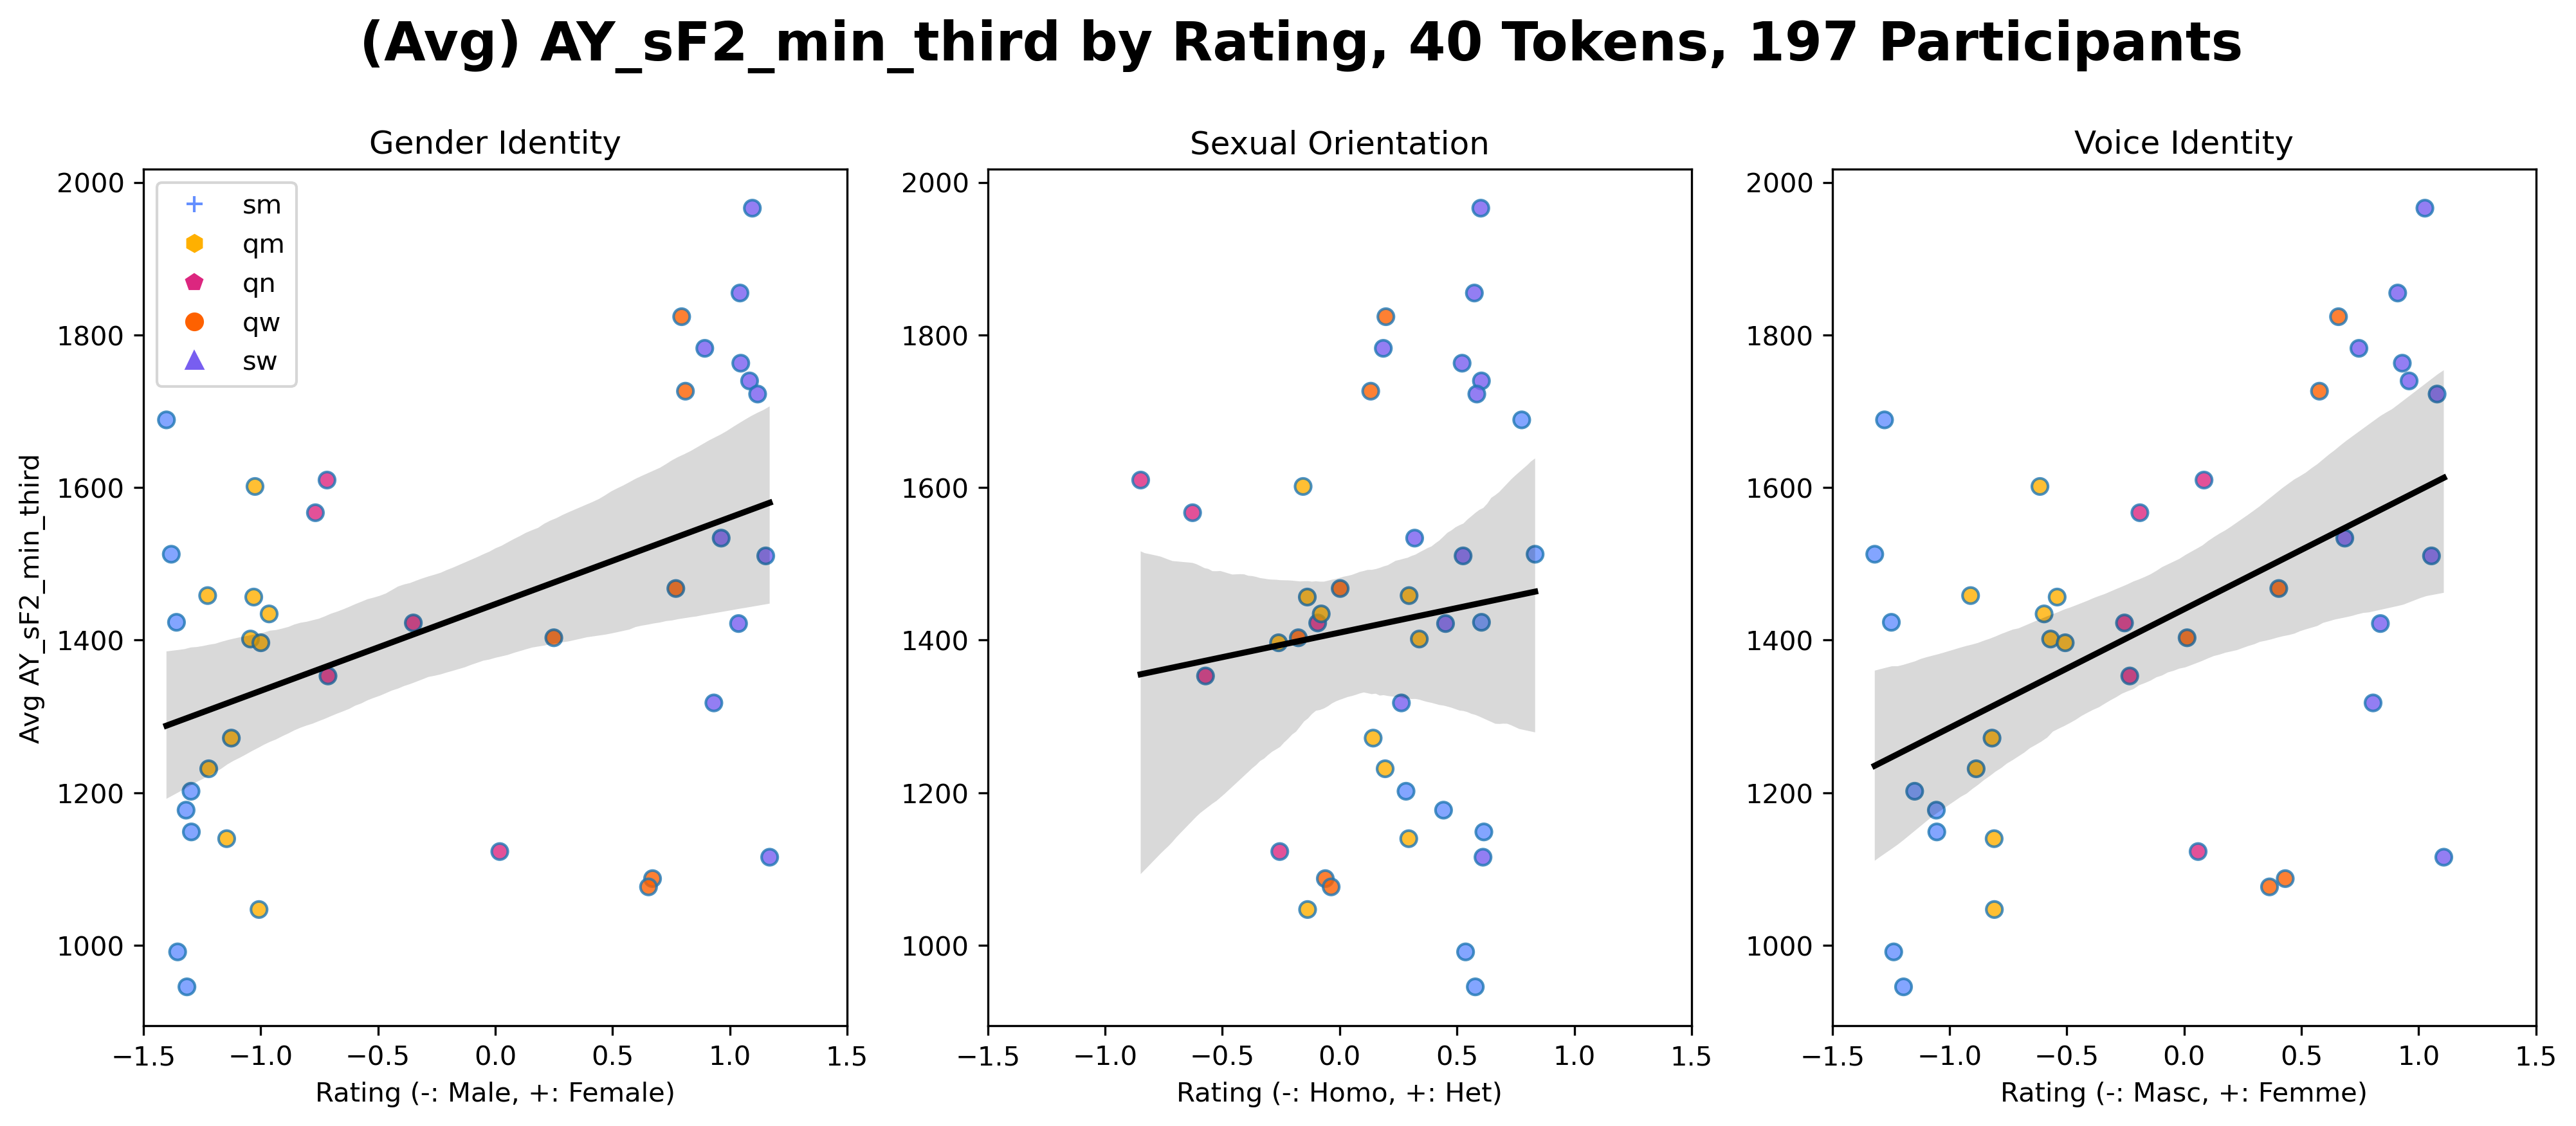 (Avg) AY_sF2_min_third by Rating, 40 Tokens, 197 Participants
Gender Identity
Sexual Orientation
Voice Identity
Avg AY_sF2_min_third
2000
1800
1600
1400
1200
1000
sm
qm
qn
qw
sw
−1.5 −1.0 −0.5 0.0 0.5 1.0 1.5
Rating (-: Male, +: Female)
2000
1800
1600
1400
1200
1000
−1.5 −1.0 −0.5 0.0 0.5 1.0 1.5
Rating (-: Homo, +: Het)
2000
1800
1600
1400
1200
1000
−1.5 −1.0 −0.5 0.0 0.5 1.0 1.5
Rating (-: Masc, +: Femme)